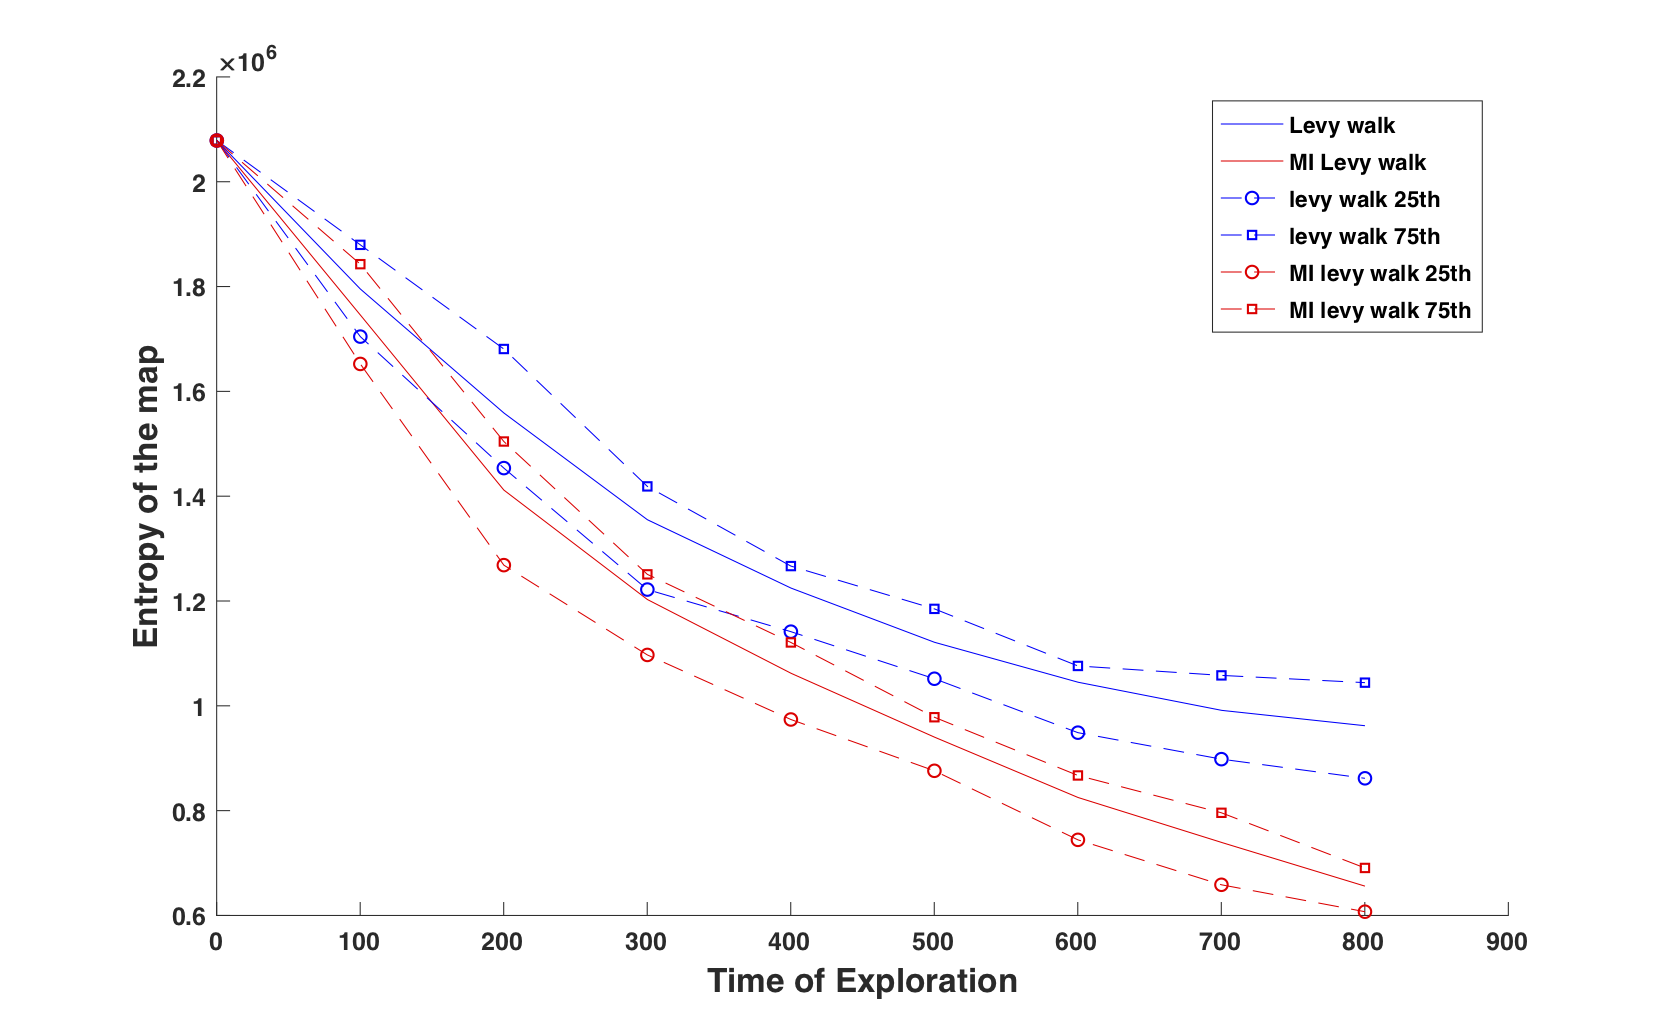 ×10⁶
2.2
2
1.8
1.6
1.4
1.2
1
0.8
0.6
Entropy of the map
0 100 200 300 400 500 600 700 800 900
Time of Exploration
Levy walk
MI Levy walk
levy walk 25th
levy walk 75th
MI levy walk 25th
MI levy walk 75th